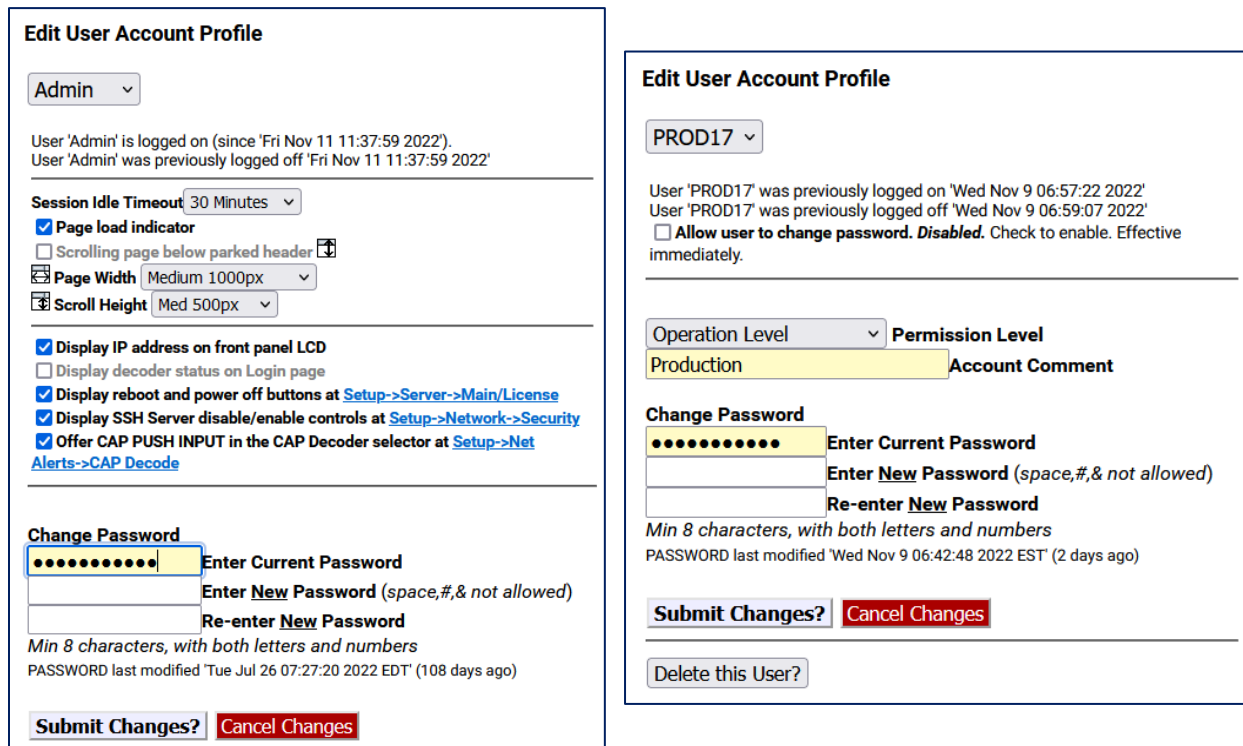 Edit User Account Profile
Admin
User 'Admin' is logged on (since 'Fri Nov 11 11:37:59 2022').
User 'Admin' was previously logged off 'Fri Nov 11 11:37:59 2022'
Session Idle Timeout 30 Minutes
Page load indicator
Scrolling page below parked header
Page Width Medium 1000px
Scroll Height Med 500px
Display IP address on front panel LCD
Display decoder status on Login page
Display reboot and power off buttons at Setup->Server->Main/License
Display SSH Server disable/enable controls at Setup->Network->Security
Offer CAP PUSH INPUT in the CAP Decoder selector at Setup->Net
Alerts->CAP Decode
Change Password
●●●●●●●●●●● Enter Current Password
Enter New Password (space,#,& not allowed)
Re-enter New Password
Min 8 characters, with both letters and numbers
PASSWORD last modified 'Tue Jul 26 07:27:20 2022 EDT' (108 days ago)
Submit Changes? Cancel Changes
Edit User Account Profile
PROD17
User 'PROD17' was previously logged on 'Wed Nov 9 06:57:22 2022'
User 'PROD17' was previously logged off 'Wed Nov 9 06:59:07 2022'
Allow user to change password. Disabled. Check to enable. Effective
immediately.
Operation Level Permission Level
Production Account Comment
Change Password
●●●●●●●●●●● Enter Current Password
Enter New Password (space,#,& not allowed)
Re-enter New Password
Min 8 characters, with both letters and numbers
PASSWORD last modified 'Wed Nov 9 06:42:48 2022 EST' (2 days ago)
Submit Changes? Cancel Changes
Delete this User?